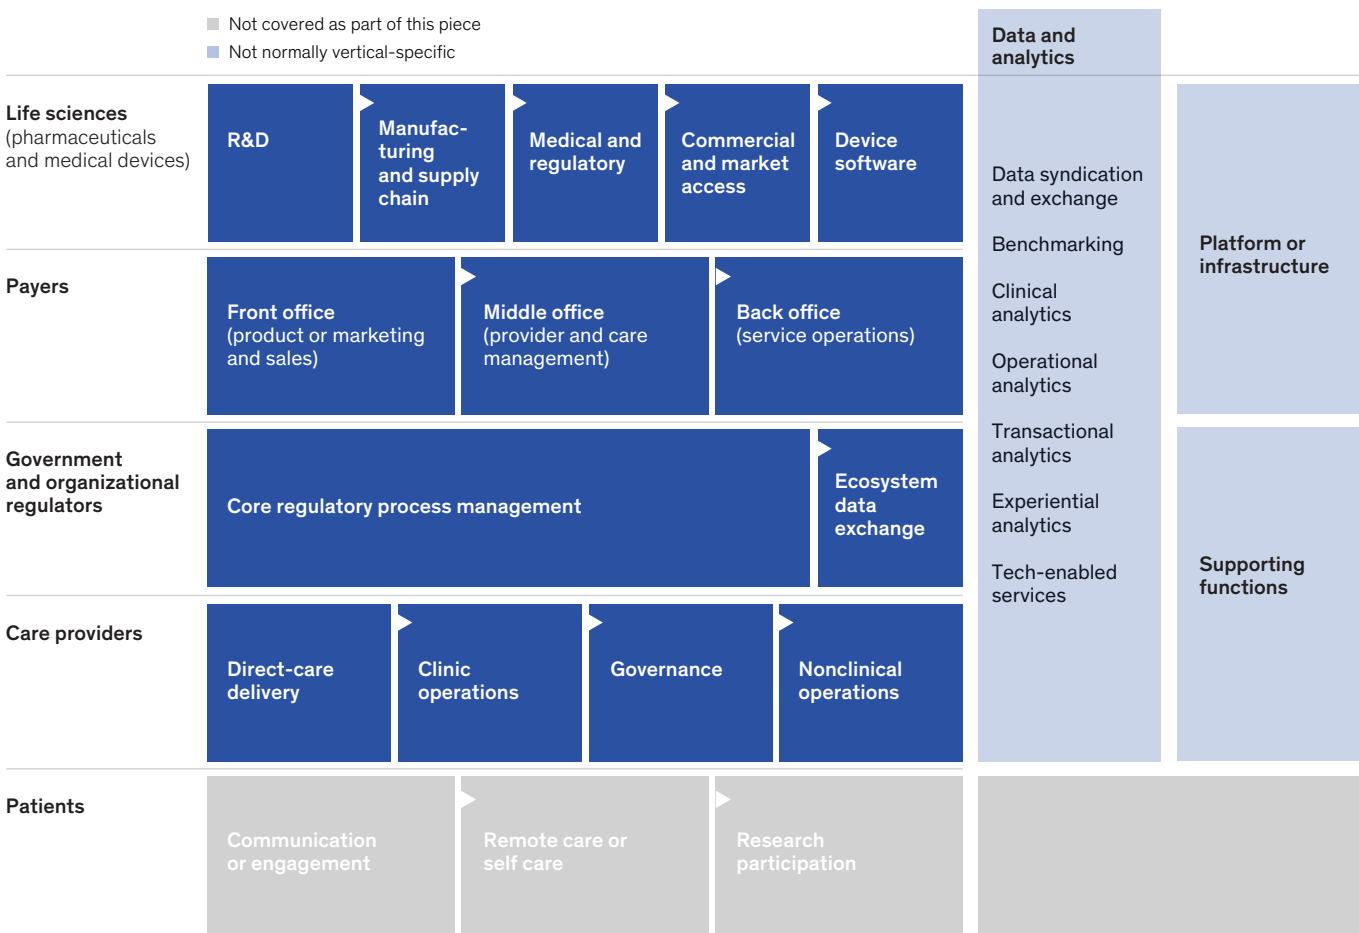 Not covered as part of this piece
Not normally vertical-specific
Data and
analytics
Life sciences
(pharmaceuticals
and medical devices)
R&D
Manufac-
turing
and supply
chain
Medical and
regulatory
Commercial
and market
access
Device
software
Payers
Front office
(product or marketing
and sales)
Middle office
(provider and care
management)
Back office
(service operations)
Government
and organizational
regulators
Core regulatory process management
Ecosystem
data
exchange
Care providers
Direct-care
delivery
Clinic
operations
Governance
Nonclinical
operations
Patients
Communication
or engagement
Remote care or
self care
Research
participation
Data syndication
and exchange
Benchmarking
Clinical
analytics
Operational
analytics
Transactional
analytics
Experiential
analytics
Tech-enabled
services
Platform or
infrastructure
Supporting
functions